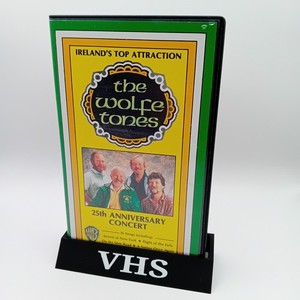 IRELAND'S TOP ATTRACTION
the
wolfe
tones
25th ANNIVERSARY
CONCERT
VHS